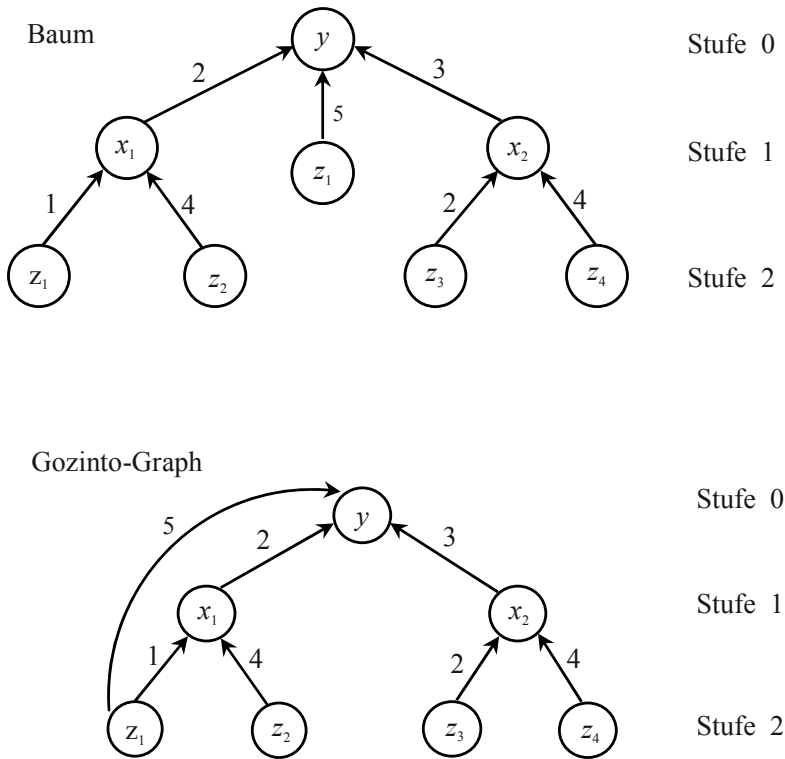 Baum
y
Stufe 0
2
3
5
x₁
z₁
x₂
Stufe 1
1
4
2
4
z₁
z₂
z₃
z₄
Stufe 2
Gozinto-Graph
y
Stufe 0
5
2
3
x₁
x₂
Stufe 1
1
4
2
4
z₁
z₂
z₃
z₄
Stufe 2